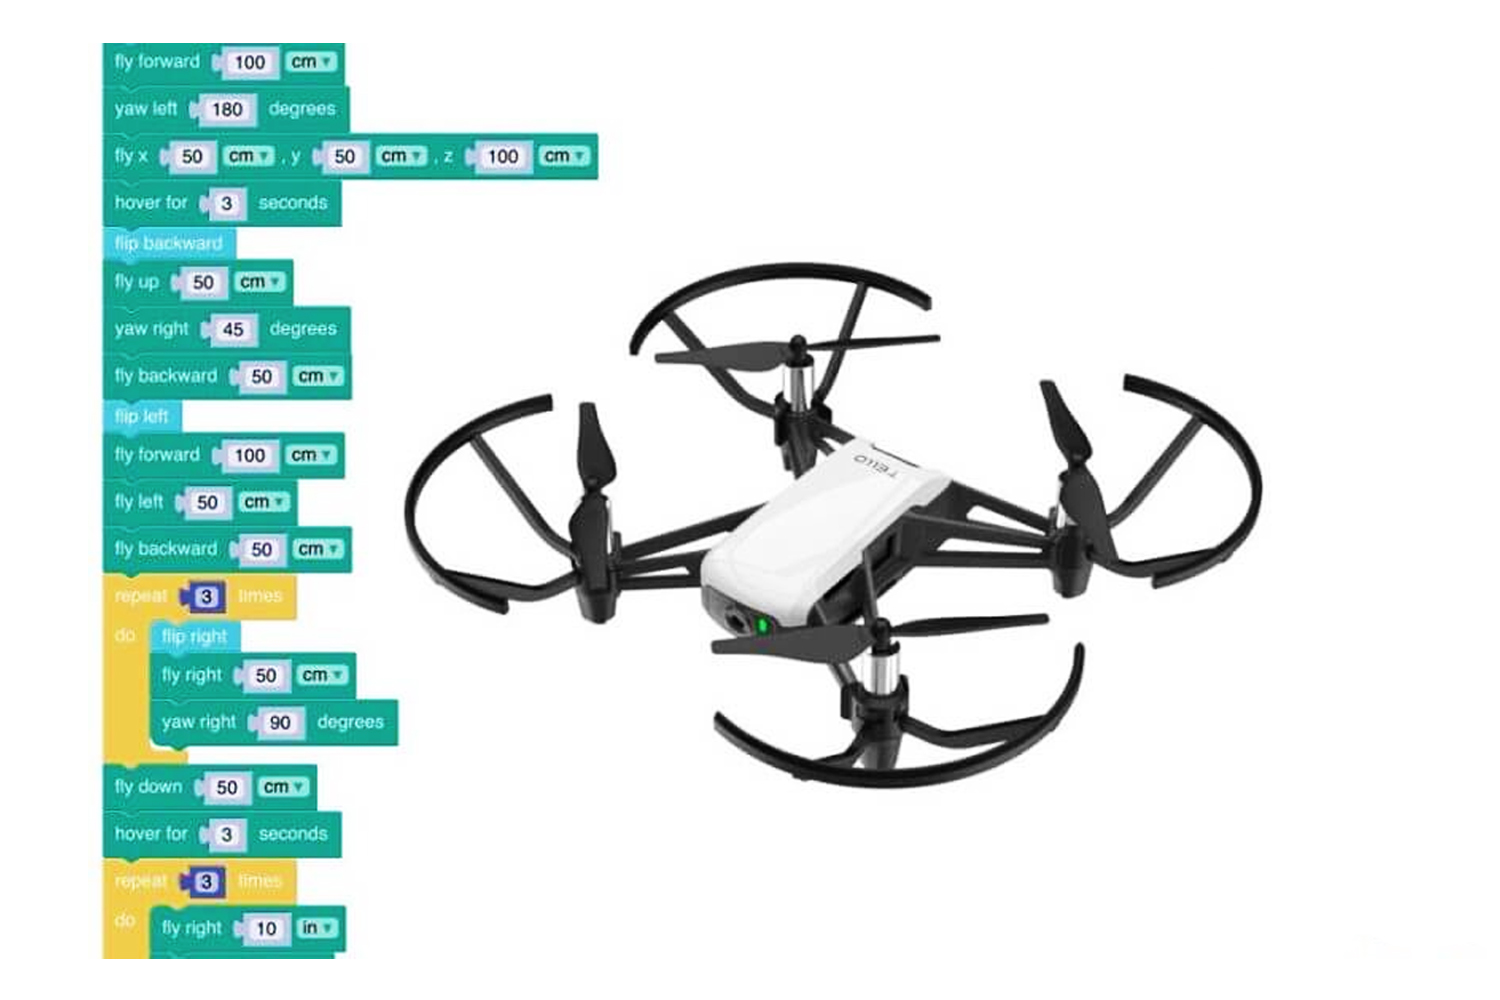 fly forward 100 cm
yaw left 180 degrees
fly x 50 cm , y 50 cm , z 100 cm
hover for 3 seconds
flip backward
fly up 50 cm
yaw right 45 degrees
fly backward 50 cm
flip left
fly forward 100 cm
fly left 50 cm
fly backward 50 cm
repeat 3 times
do flip right
fly right 50 cm
yaw right 90 degrees
fly down 50 cm
hover for 3 seconds
repeat 3 times
do fly right 10 in
TELLO